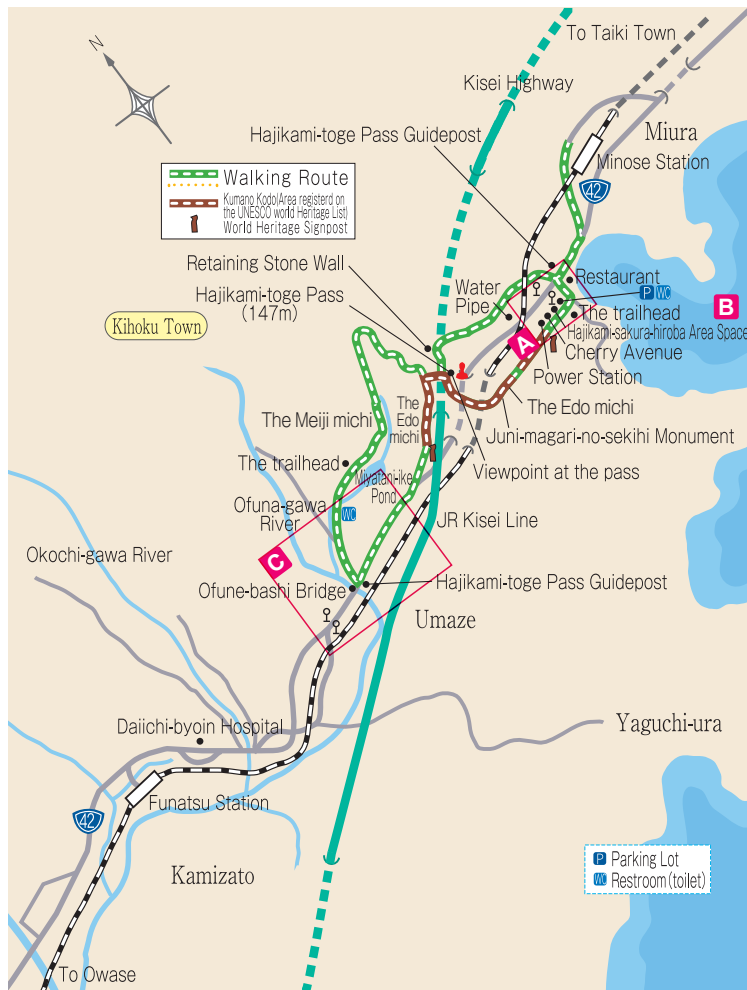 To Taiki Town
N
Kisei Highway
Hajikami-toge Pass Guidepost
Miura
Minose Station
42
Walking Route
Kumano Kodo(Area registerd on
the UNESCO world Heritage List)
World Heritage Signpost
Retaining Stone Wall
Hajikami-toge Pass
(147m)
Water
Pipe
Restaurant
P WC
B
The trailhead
Hajikami-sakura-hiroba Area Space
Kihoku Town
A
Cherry Avenue
Power Station
The Edo michi
The
Edo
michi
The Meiji michi
Juni-magari-no-sekihi Monument
The trailhead
Viewpoint at the pass
Miyatani-ike
Pond
Ofuna-gawa
River
WC
JR Kisei Line
Okochi-gawa River
C
Ofune-bashi Bridge
Hajikami-toge Pass Guidepost
Umaze
Daiichi-byoin Hospital
Yaguchi-ura
Funatsu Station
42
Kamizato
P Parking Lot
WC Restroom(toilet)
To Owase